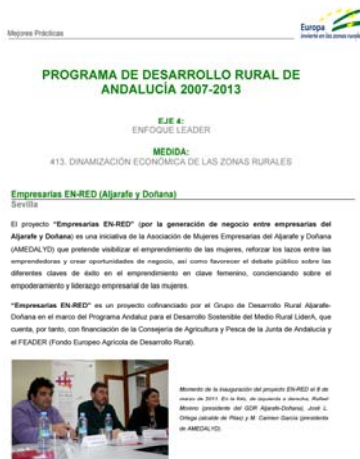 Mejores Prácticas
Europa
invierte en las zonas rurales
PROGRAMA DE DESARROLLO RURAL DE
ANDALUCÍA 2007-2013
EJE 4:
ENFOQUE LEADER
MEDIDA:
413. DINAMIZACIÓN ECONÓMICA DE LAS ZONAS RURALES
Empresarias EN-RED (Aljarafe y Doñana)
Sevilla
El proyecto “Empresarias EN-RED” (por la generación de negocio entre empresarias del
Aljarafe y Doñana) es una iniciativa de la Asociación de Mujeres Empresarias del Aljarafe y Doñana
(AMEDALYD) que pretende visibilizar el emprendimiento de las mujeres, reforzar los lazos entre las
emprendedoras y crear oportunidades de negocio, así como favorecer el debate público sobre las
diferentes claves de éxito en el emprendimiento en clave femenino, concienciando sobre el
empoderamiento y liderazgo empresarial de las mujeres.
“Empresarias EN-RED” es un proyecto cofinanciado por el Grupo de Desarrollo Rural Aljarafe-
Doñana en el marco del Programa Andaluz para el Desarrollo Sostenible del Medio Rural LiderA, que
cuenta, por tanto, con financiación de la Consejería de Agricultura y Pesca de la Junta de Andalucía y
el FEADER (Fondo Europeo Agrícola de Desarrollo Rural).
Momento de la inauguración del proyecto EN-RED el 8 de
marzo de 2011. En la foto, de izquierda a derecha, Rafael
Moreno (presidente del GDR Aljarafe-Doñana), José L.
Ortega (alcalde de Pilas) y M. Carmen García (presidenta
de AMEDALYD).